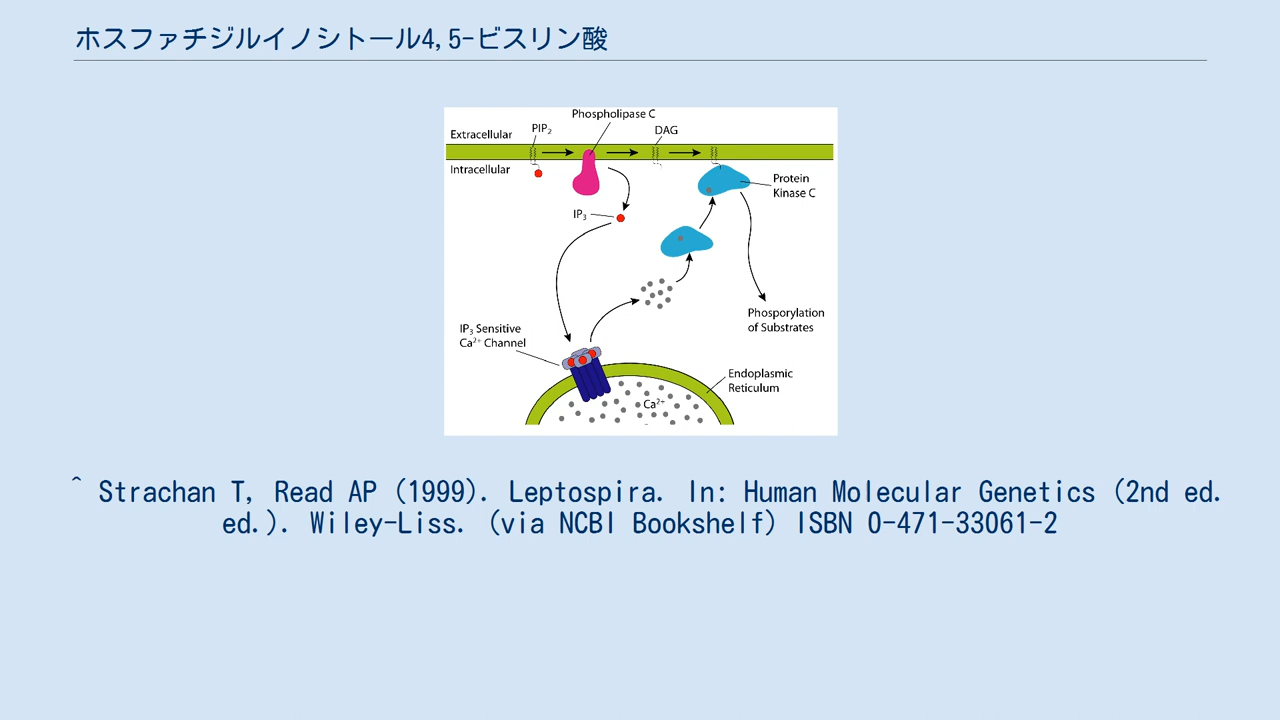 ホスファチジルイノシトール4,5-ビスリン酸
Phospholipase C
PIP2
DAG
Extracellular
Intracellular
Protein
Kinase C
IP3
Phosporylation
of Substrates
IP3 Sensitive
Ca2+ Channel
Endoplasmic
Reticulum
Ca2+
^ Strachan T, Read AP (1999). Leptospira. In: Human Molecular Genetics (2nd ed.
ed.). Wiley-Liss. (via NCBI Bookshelf) ISBN 0-471-33061-2